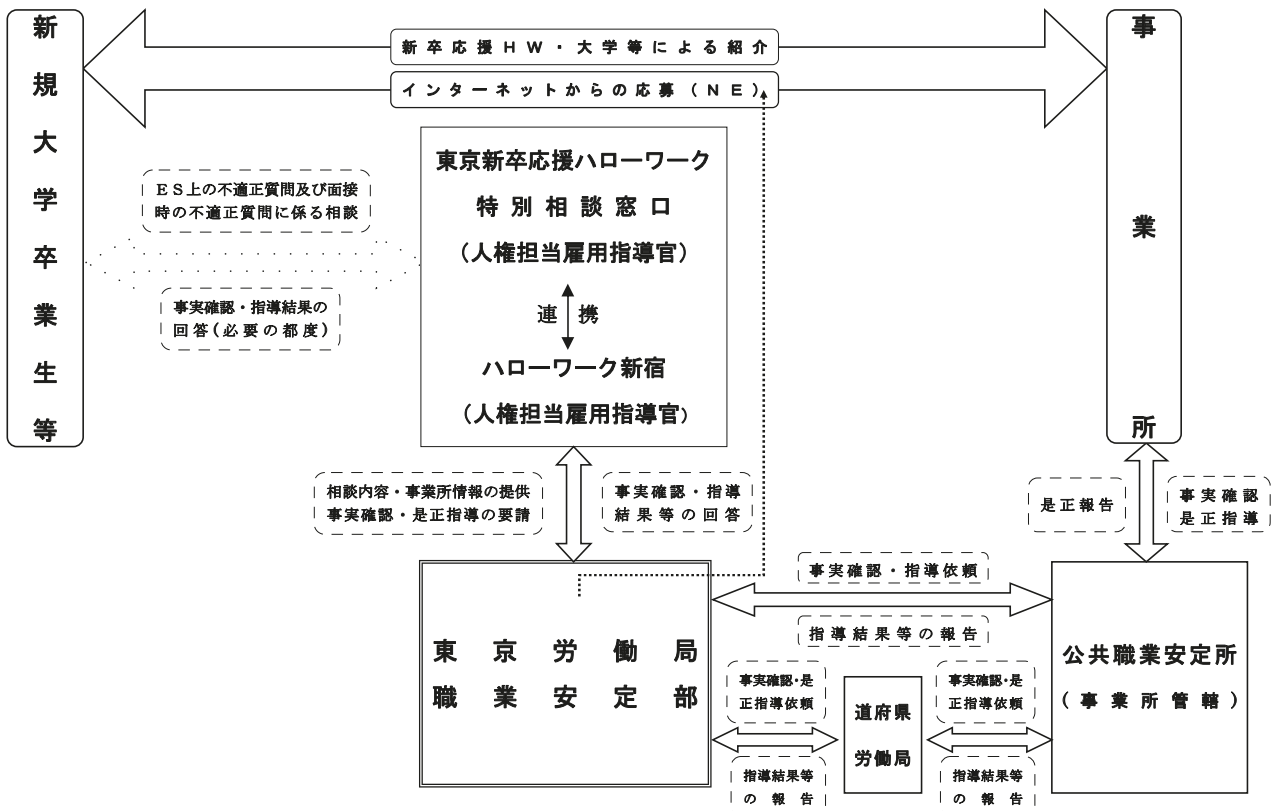 新規大学卒業生等
新卒応援HW・大学等による紹介
インターネットからの応募(NE)
事業所
東京新卒応援ハローワーク
特別相談窓口
(人権担当雇用指導官)
連携
ハローワーク新宿
(人権担当雇用指導官)
ES上の不適正質問及び面接
時の不適正質問に係る相談
事実確認・指導結果の
回答(必要の都度)
相談内容・事業所情報の提供
事実確認・是正指導の要請
事実確認・指導
結果等の回答
是正報告
事実確認
是正指導
東京労働局
職業安定部
事実確認・指導依頼
指導結果等の報告
公共職業安定所
(事業所管轄)
事実確認・是
正指導依頼
指導結果等
の報告
道府県
労働局
事実確認・是
正指導依頼
指導結果等
の報告